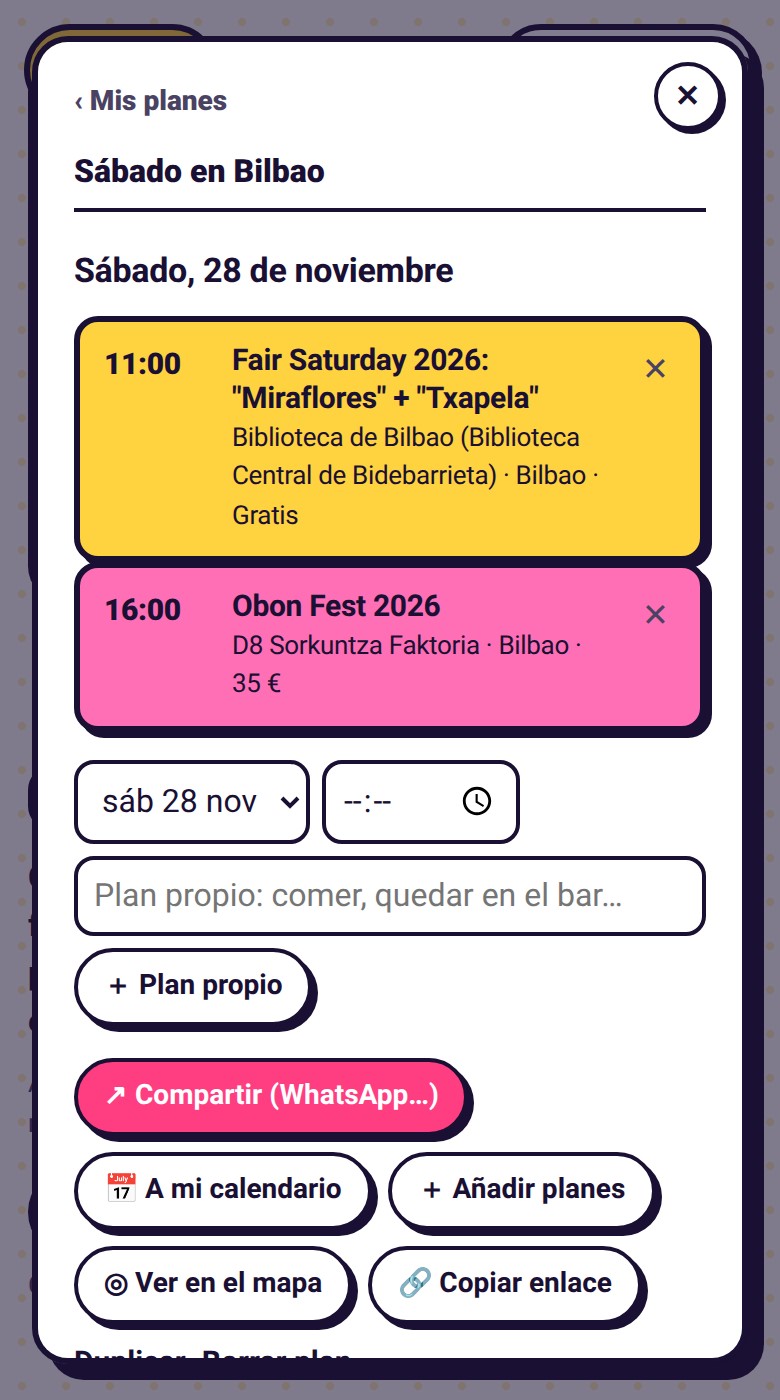 ‹ Mis planes
✕
Sábado en Bilbao
Sábado, 28 de noviembre
11:00
Fair Saturday 2026:
"Miraflores" + "Txapela"
✕
Biblioteca de Bilbao (Biblioteca
Central de Bidebarrieta) · Bilbao ·
Gratis
16:00
Obon Fest 2026
✕
D8 Sorkuntza Faktoria · Bilbao ·
35 €
sáb 28 nov
--:--
Plan propio: comer, quedar en el bar…
+ Plan propio
↗ Compartir (WhatsApp…)
📅 A mi calendario
+ Añadir planes
◎ Ver en el mapa
🔗 Copiar enlace
Duplicar Borrar plan